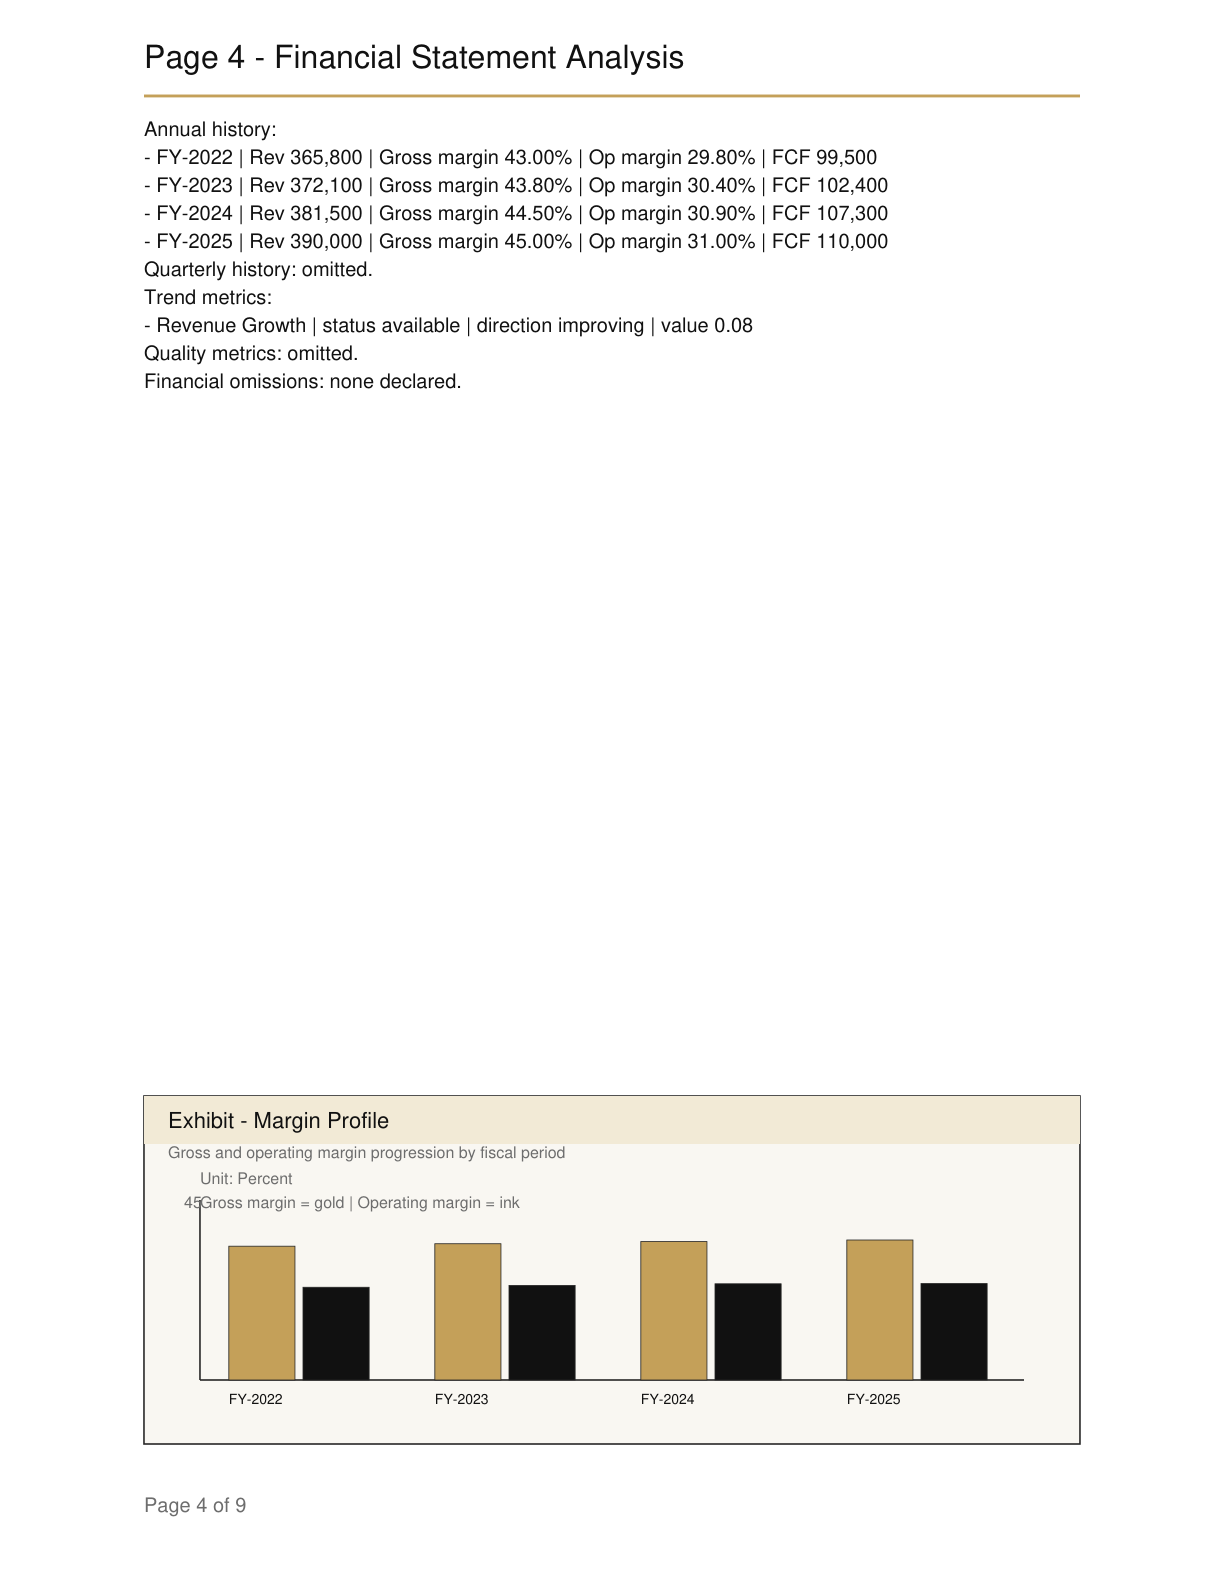 Page 4 - Financial Statement Analysis
Annual history:
- FY-2022 | Rev 365,800 | Gross margin 43.00% | Op margin 29.80% | FCF 99,500
- FY-2023 | Rev 372,100 | Gross margin 43.80% | Op margin 30.40% | FCF 102,400
- FY-2024 | Rev 381,500 | Gross margin 44.50% | Op margin 30.90% | FCF 107,300
- FY-2025 | Rev 390,000 | Gross margin 45.00% | Op margin 31.00% | FCF 110,000
Quarterly history: omitted.
Trend metrics:
- Revenue Growth | status available | direction improving | value 0.08
Quality metrics: omitted.
Financial omissions: none declared.
Exhibit - Margin Profile
Gross and operating margin progression by fiscal period
Unit: Percent
45
Gross margin = gold | Operating margin = ink
FY-2022 FY-2023 FY-2024 FY-2025
Page 4 of 9